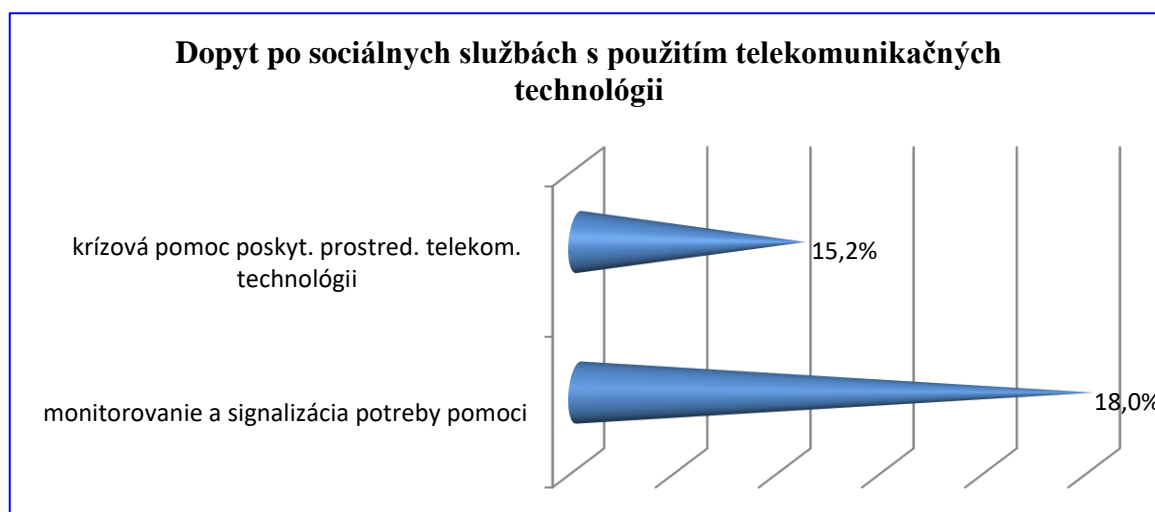 Dopyt po sociálnych službách s použitím telekomunikačných
technológii
krízová pomoc poskyt. prostred. telekom.
technológii
15,2%
monitorovanie a signalizácia potreby pomoci
18,0%